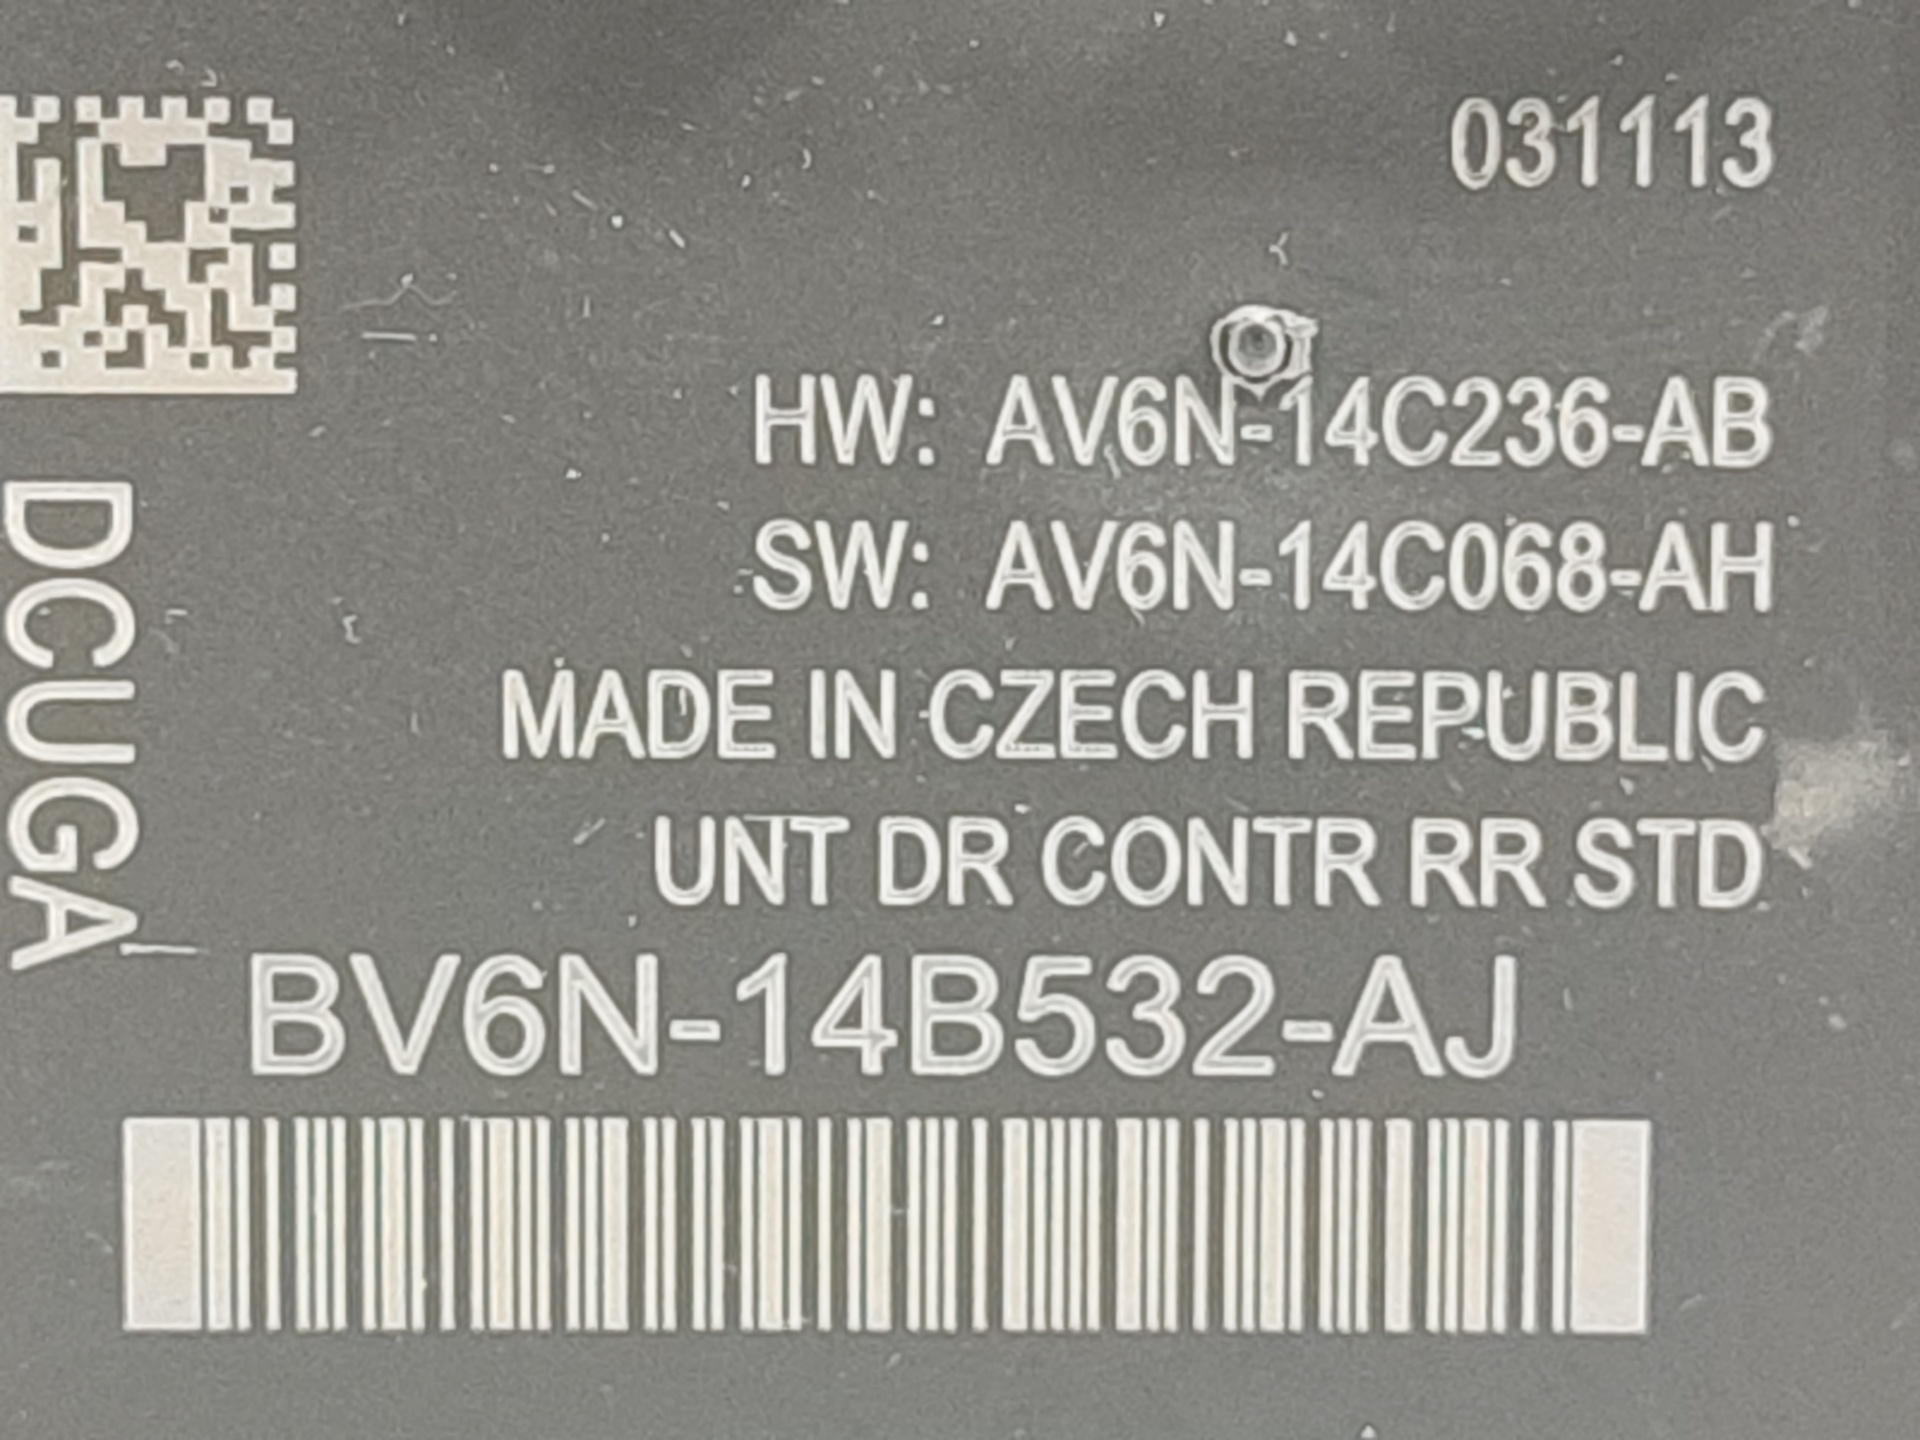 031113
HW: AV6N-14C236-AB
SW: AV6N-14C068-AH
MADE IN CZECH REPUBLIC
UNT DR CONTR RR STD
DCUGA
BV6N-14B532-AJ